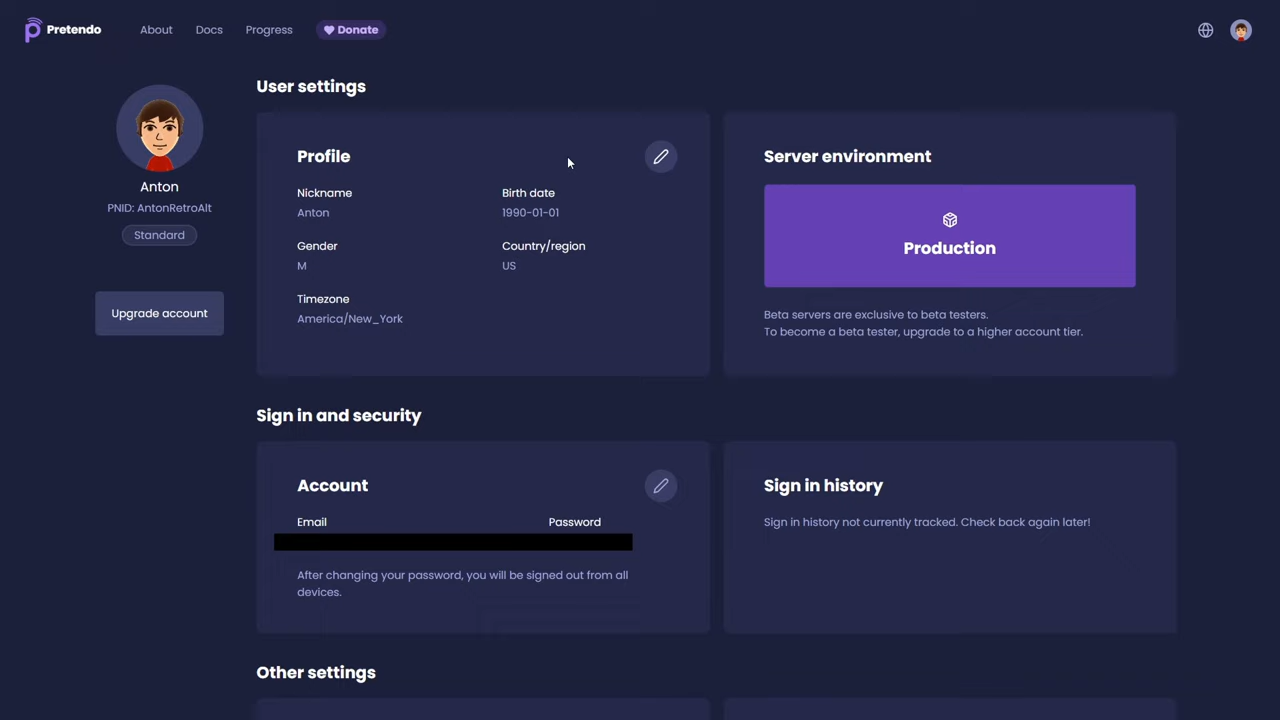 Pretendo
About
Docs
Progress
Donate
Anton
PNID: AntonRetroAlt
Standard
Upgrade account
User settings
Profile
Nickname
Anton
Birth date
1990-01-01
Gender
M
Country/region
US
Timezone
America/New_York
Server environment
Production
Beta servers are exclusive to beta testers.
To become a beta tester, upgrade to a higher account tier.
Sign in and security
Account
Email
Password
After changing your password, you will be signed out from all
devices.
Sign in history
Sign in history not currently tracked. Check back again later!
Other settings